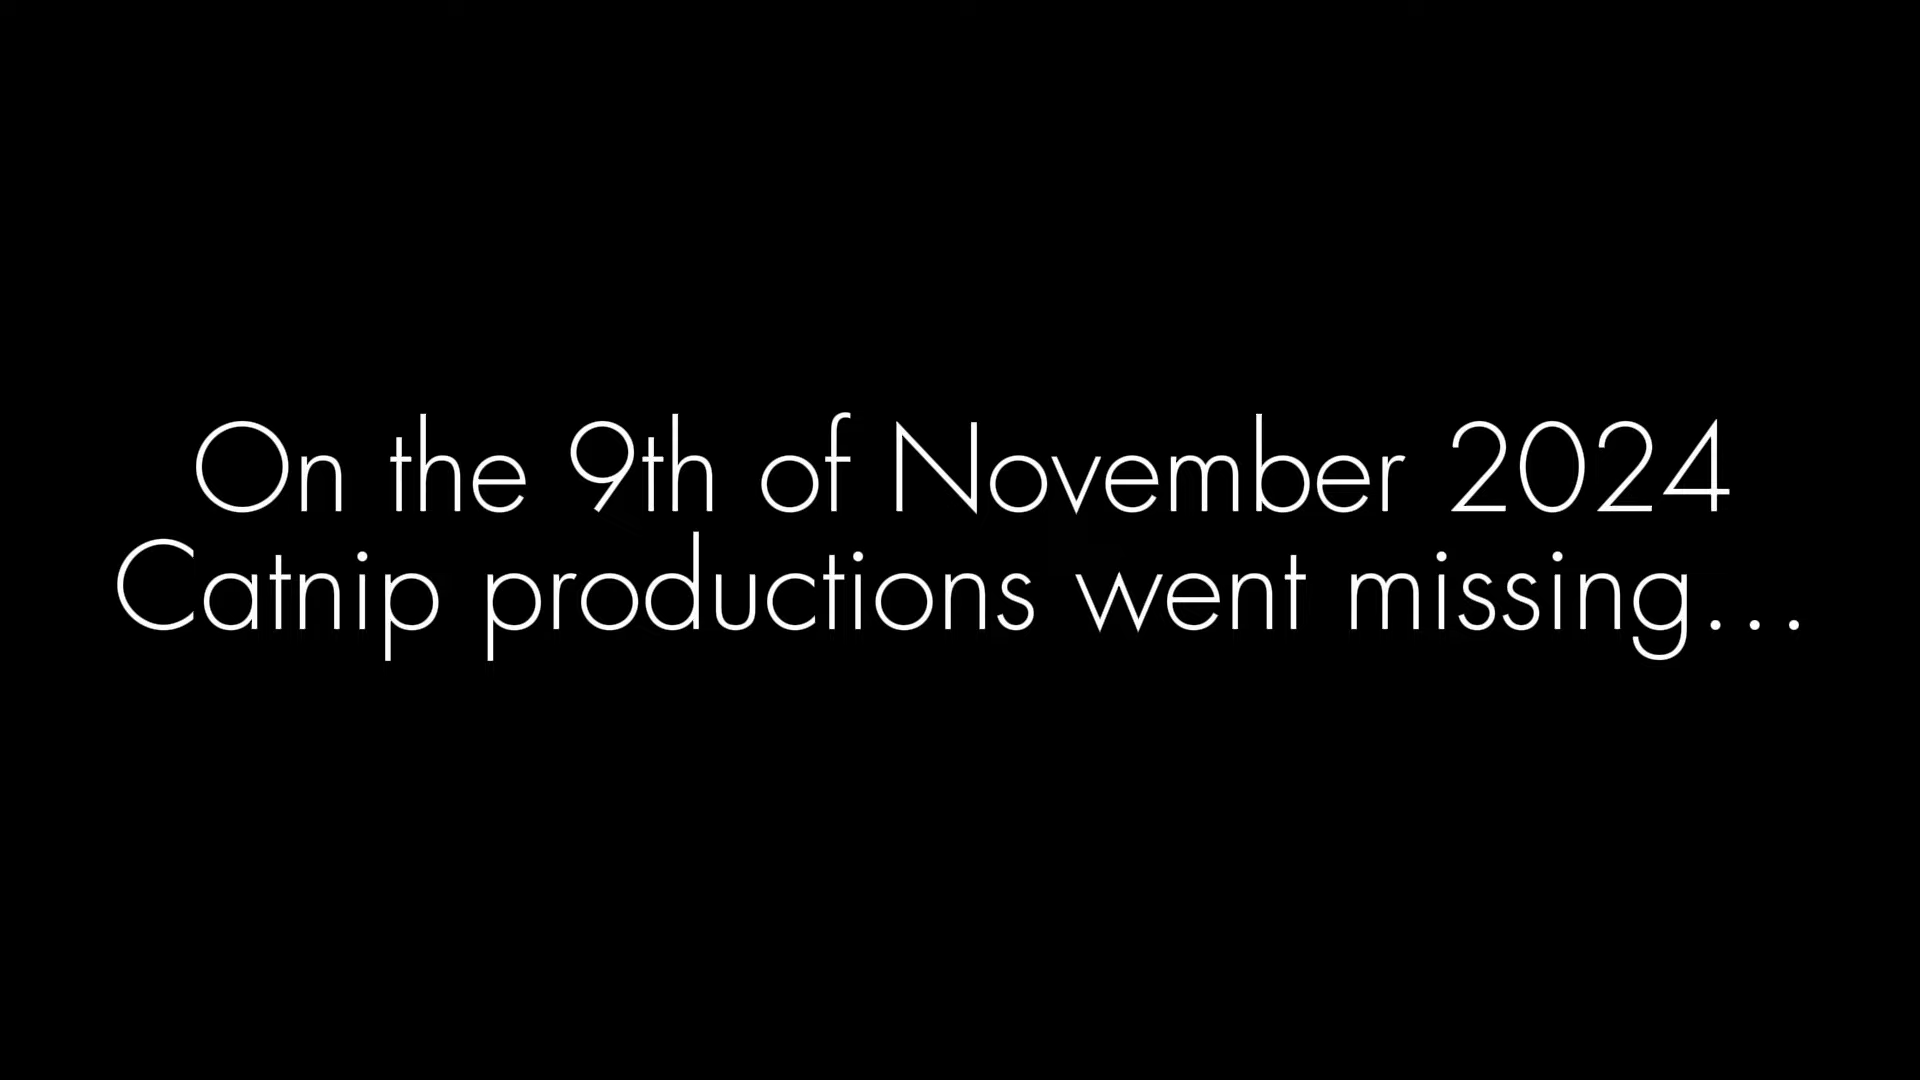 On the 9th of November 2024
Catnip productions went missing...